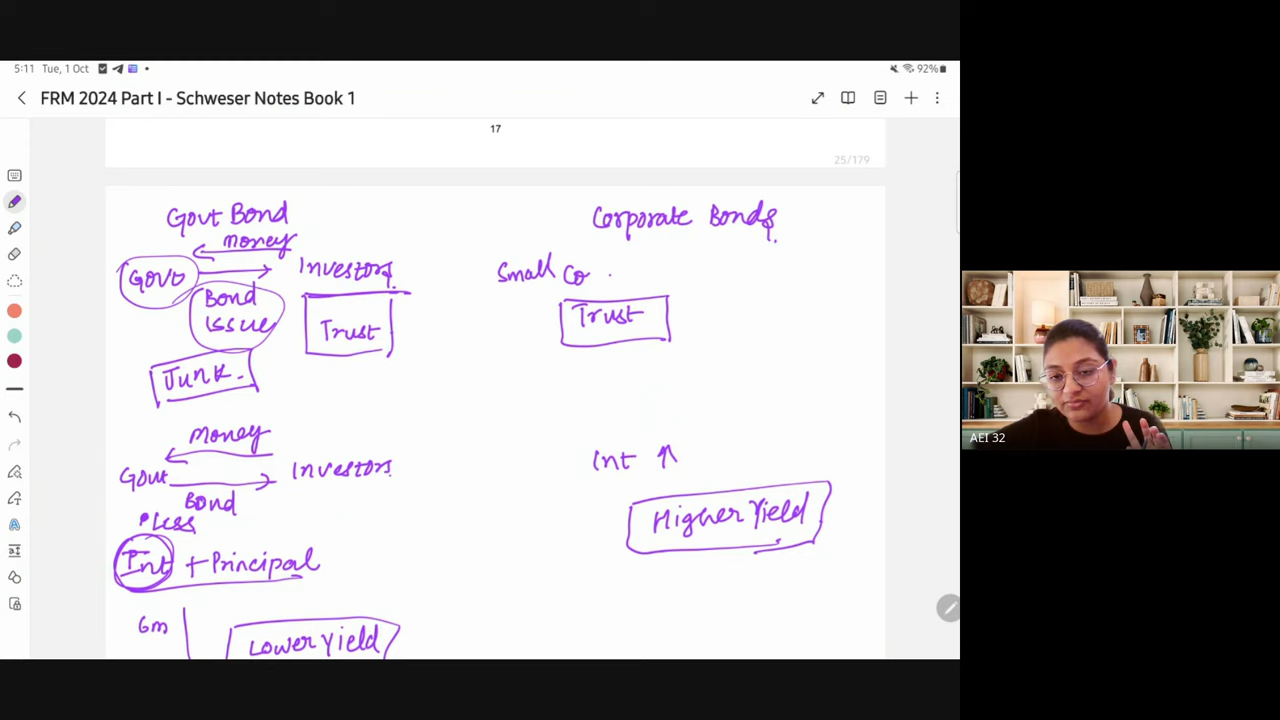 5:11 Tue, 1 Oct
92%
FRM 2024 Part I - Schweser Notes Book 1
17
25/179
Govt Bond
Corporate Bonds
money
Govt
Investors
Small Co
Bond
issue
Trust
Trust
Junk
Money
Govt
Investors
Bond
Int ↑
Less
Higher Yield
Int + Principal
6m
Lower Yield
AEI 32